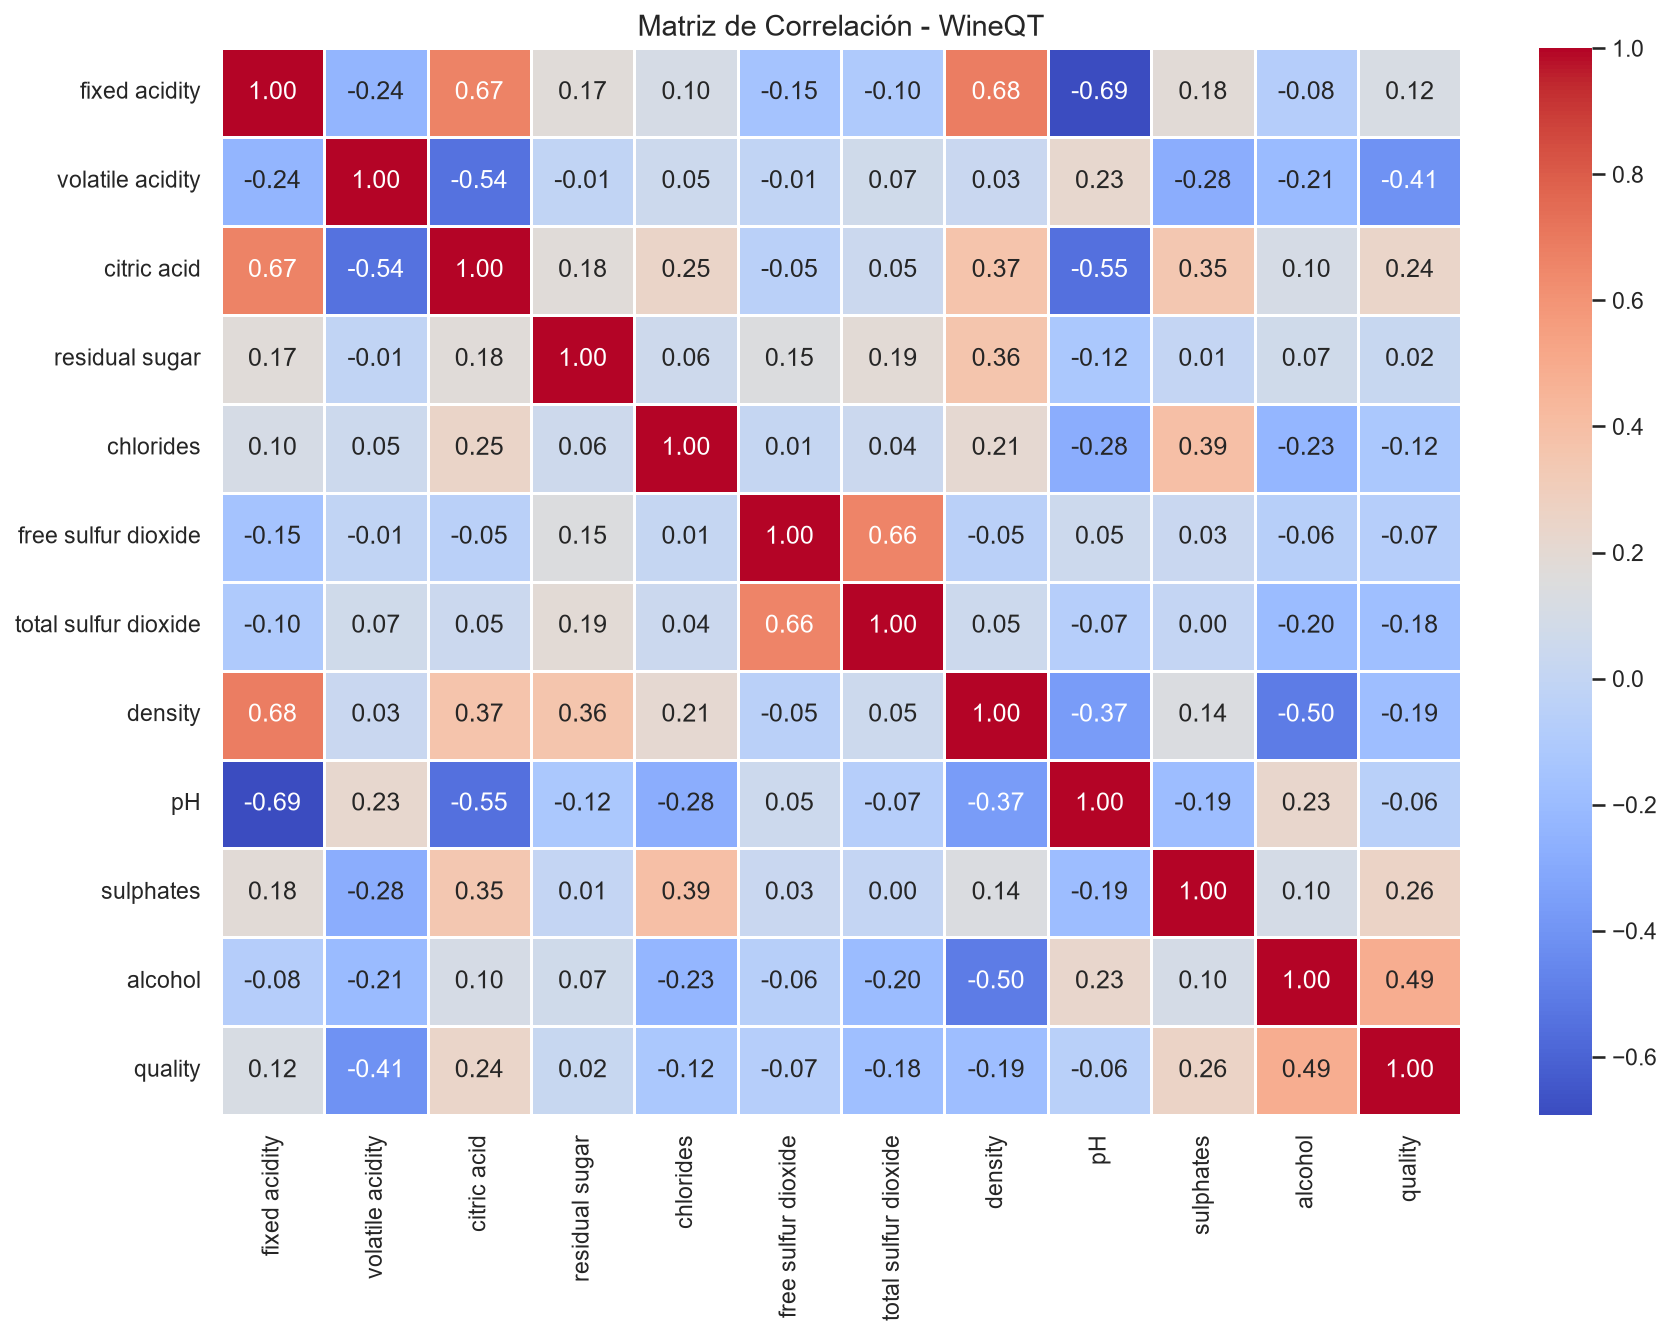 Matriz de Correlación - WineQT
fixed acidity 1.00 -0.24 0.67 0.17 0.10 -0.15 -0.10 0.68 -0.69 0.18 -0.08 0.12
volatile acidity -0.24 1.00 -0.54 -0.01 0.05 -0.01 0.07 0.03 0.23 -0.28 -0.21 -0.41
citric acid 0.67 -0.54 1.00 0.18 0.25 -0.05 0.05 0.37 -0.55 0.35 0.10 0.24
residual sugar 0.17 -0.01 0.18 1.00 0.06 0.15 0.19 0.36 -0.12 0.01 0.07 0.02
chlorides 0.10 0.05 0.25 0.06 1.00 0.01 0.04 0.21 -0.28 0.39 -0.23 -0.12
free sulfur dioxide -0.15 -0.01 -0.05 0.15 0.01 1.00 0.66 -0.05 0.05 0.03 -0.06 -0.07
total sulfur dioxide -0.10 0.07 0.05 0.19 0.04 0.66 1.00 0.05 -0.07 0.00 -0.20 -0.18
density 0.68 0.03 0.37 0.36 0.21 -0.05 0.05 1.00 -0.37 0.14 -0.50 -0.19
pH -0.69 0.23 -0.55 -0.12 -0.28 0.05 -0.07 -0.37 1.00 -0.19 0.23 -0.06
sulphates 0.18 -0.28 0.35 0.01 0.39 0.03 0.00 0.14 -0.19 1.00 0.10 0.26
alcohol -0.08 -0.21 0.10 0.07 -0.23 -0.06 -0.20 -0.50 0.23 0.10 1.00 0.49
quality 0.12 -0.41 0.24 0.02 -0.12 -0.07 -0.18 -0.19 -0.06 0.26 0.49 1.00
fixed acidity
volatile acidity
citric acid
residual sugar
chlorides
free sulfur dioxide
total sulfur dioxide
density
pH
sulphates
alcohol
quality
1.0
0.8
0.6
0.4
0.2
0.0
−0.2
−0.4
−0.6